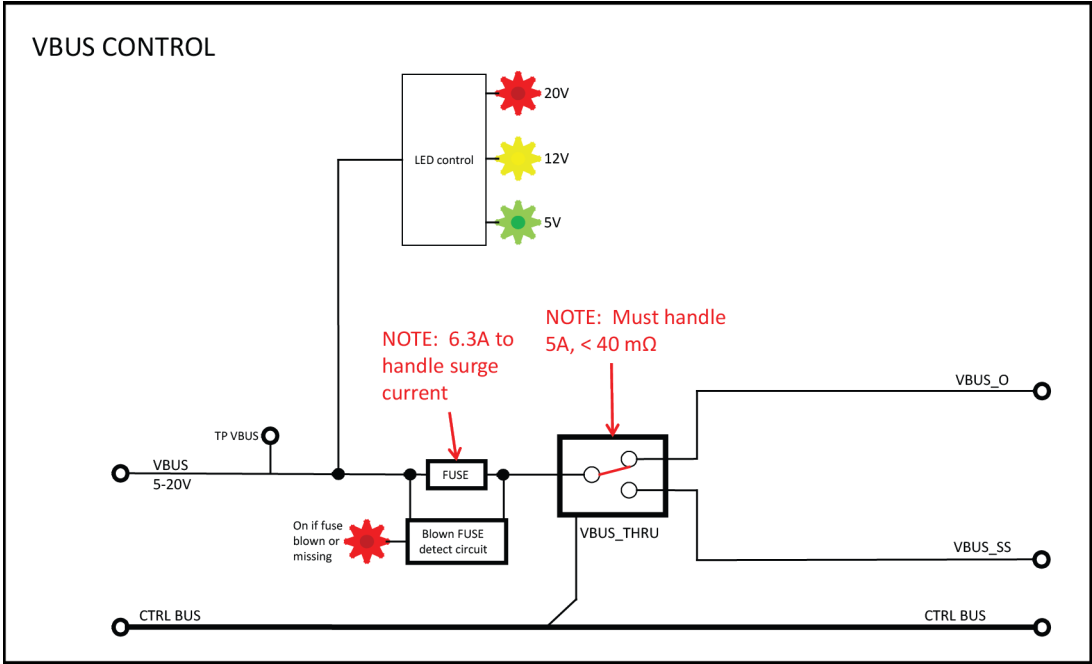 VBUS CONTROL
20V
LED control
12V
5V
NOTE:  6.3A to
handle surge
current
NOTE:  Must handle
5A, < 40 mΩ
VBUS_O
TP VBUS
VBUS
5-20V
FUSE
On if fuse
blown or
missing
Blown FUSE
detect circuit
VBUS_THRU
VBUS_SS
CTRL BUS
CTRL BUS